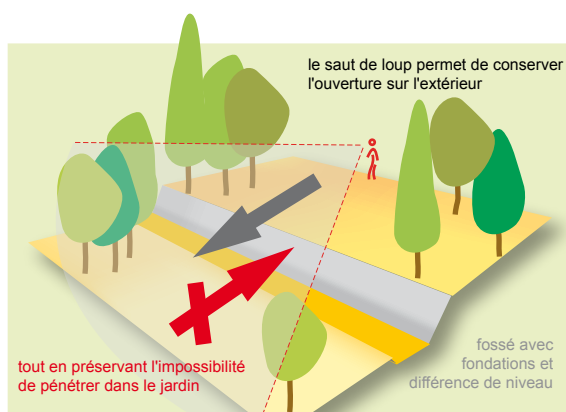 le saut de loup permet de conserver
l'ouverture sur l'extérieur
tout en préservant l'impossibilité
de pénétrer dans le jardin
fossé avec
fondations et
différence de niveau